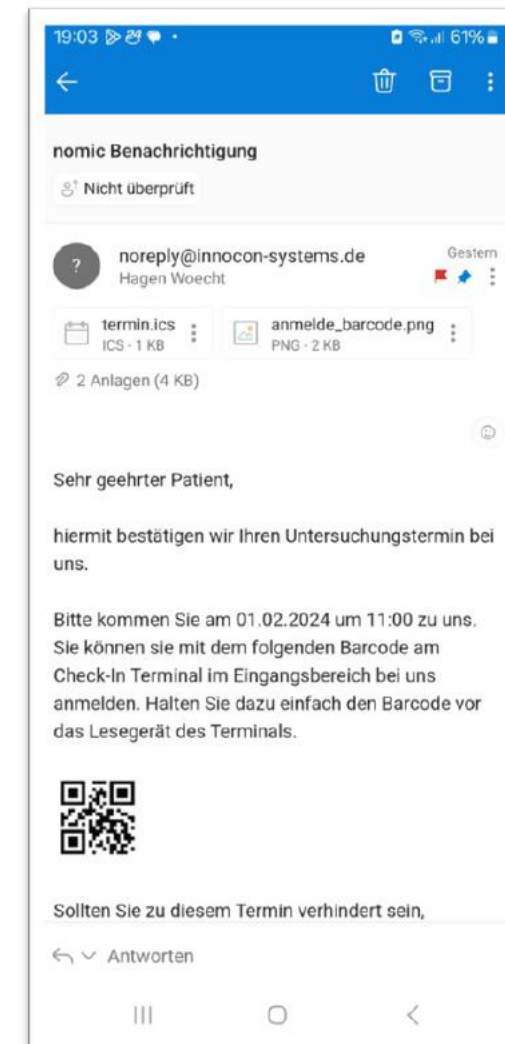 19:03
61%
nomic Benachrichtigung
Nicht überprüft
?
noreply@innocon-systems.de
Gestern
Hagen Woecht
termin.ics
ICS - 1 KB
anmelde_barcode.png
PNG - 2 KB
2 Anlagen (4 KB)
Sehr geehrter Patient,
hiermit bestätigen wir Ihren Untersuchungstermin bei
uns.
Bitte kommen Sie am 01.02.2024 um 11:00 zu uns.
Sie können sie mit dem folgenden Barcode am
Check-In Terminal im Eingangsbereich bei uns
anmelden. Halten Sie dazu einfach den Barcode vor
das Lesegerät des Terminals.
Sollten Sie zu diesem Termin verhindert sein,
Antworten